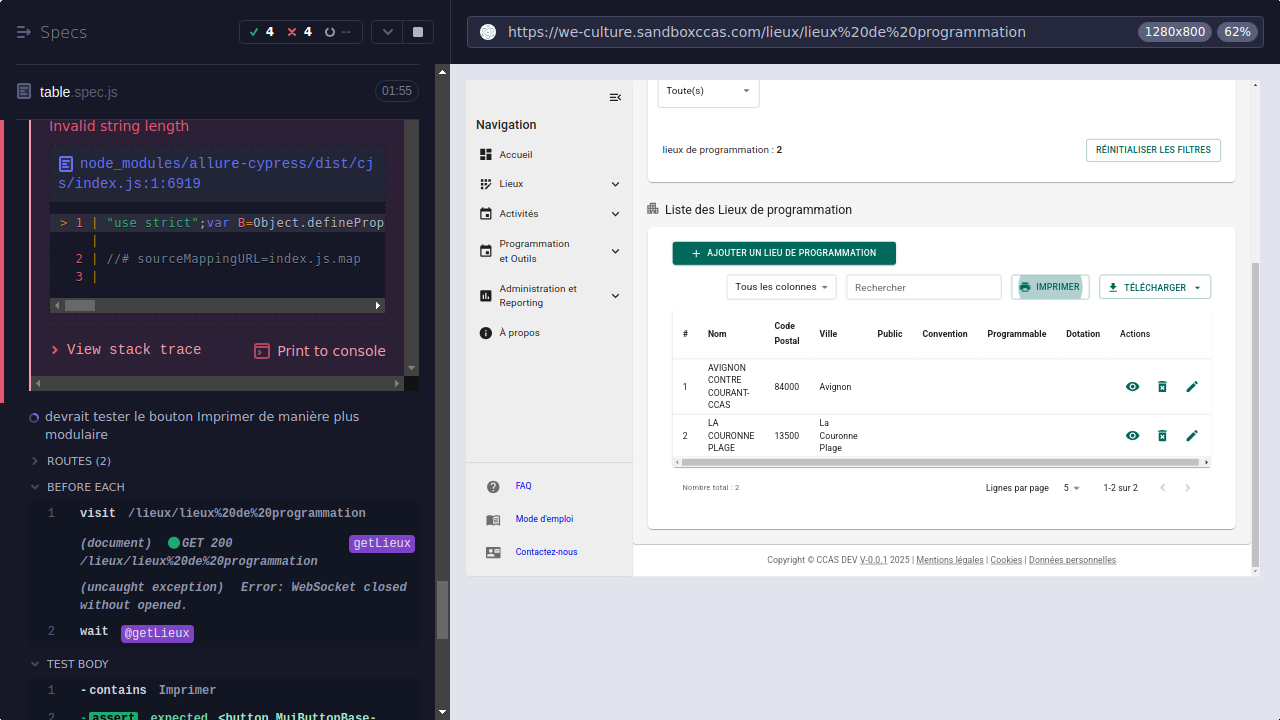 Specs
4
4
--
table.spec.js
01:55
Invalid string length
node_modules/allure-cypress/dist/cj
s/index.js:1:6919
> 1 | "use strict";var B=Object.defineProp
|
2 | //# sourceMappingURL=index.js.map
3 |
> View stack trace
Print to console
devrait tester le bouton Imprimer de manière plus
modulaire
ROUTES (2)
BEFORE EACH
1 visit /lieux/lieux%20de%20programmation
(document) GET 200 getLieux
/lieux/lieux%20de%20programmation
(uncaught exception) Error: WebSocket closed
without opened.
2 wait @getLieux
TEST BODY
1 -contains Imprimer
2 -assert expected <button.MuiButtonBase-
https://we-culture.sandboxccas.com/lieux/lieux%20de%20programmation
1280x800
62%
Navigation
Accueil
Lieux
Activités
Programmation
et Outils
Administration et
Reporting
À propos
FAQ
Mode d'emploi
Contactez-nous
Toute(s)
lieux de programmation : 2
RÉINITIALISER LES FILTRES
Liste des Lieux de programmation
+ AJOUTER UN LIEU DE PROGRAMMATION
Tous les colonnes
Rechercher
IMPRIMER
TÉLÉCHARGER
# Nom Code Postal Ville Public Convention Programmable Dotation Actions
1 AVIGNON CONTRE COURANT-CCAS 84000 Avignon
2 LA COURONNE PLAGE 13500 La Couronne Plage
Nombre total : 2
Lignes par page 5 1-2 sur 2
Copyright © CCAS DEV V-0.0.1 2025 | Mentions légales | Cookies | Données personnelles